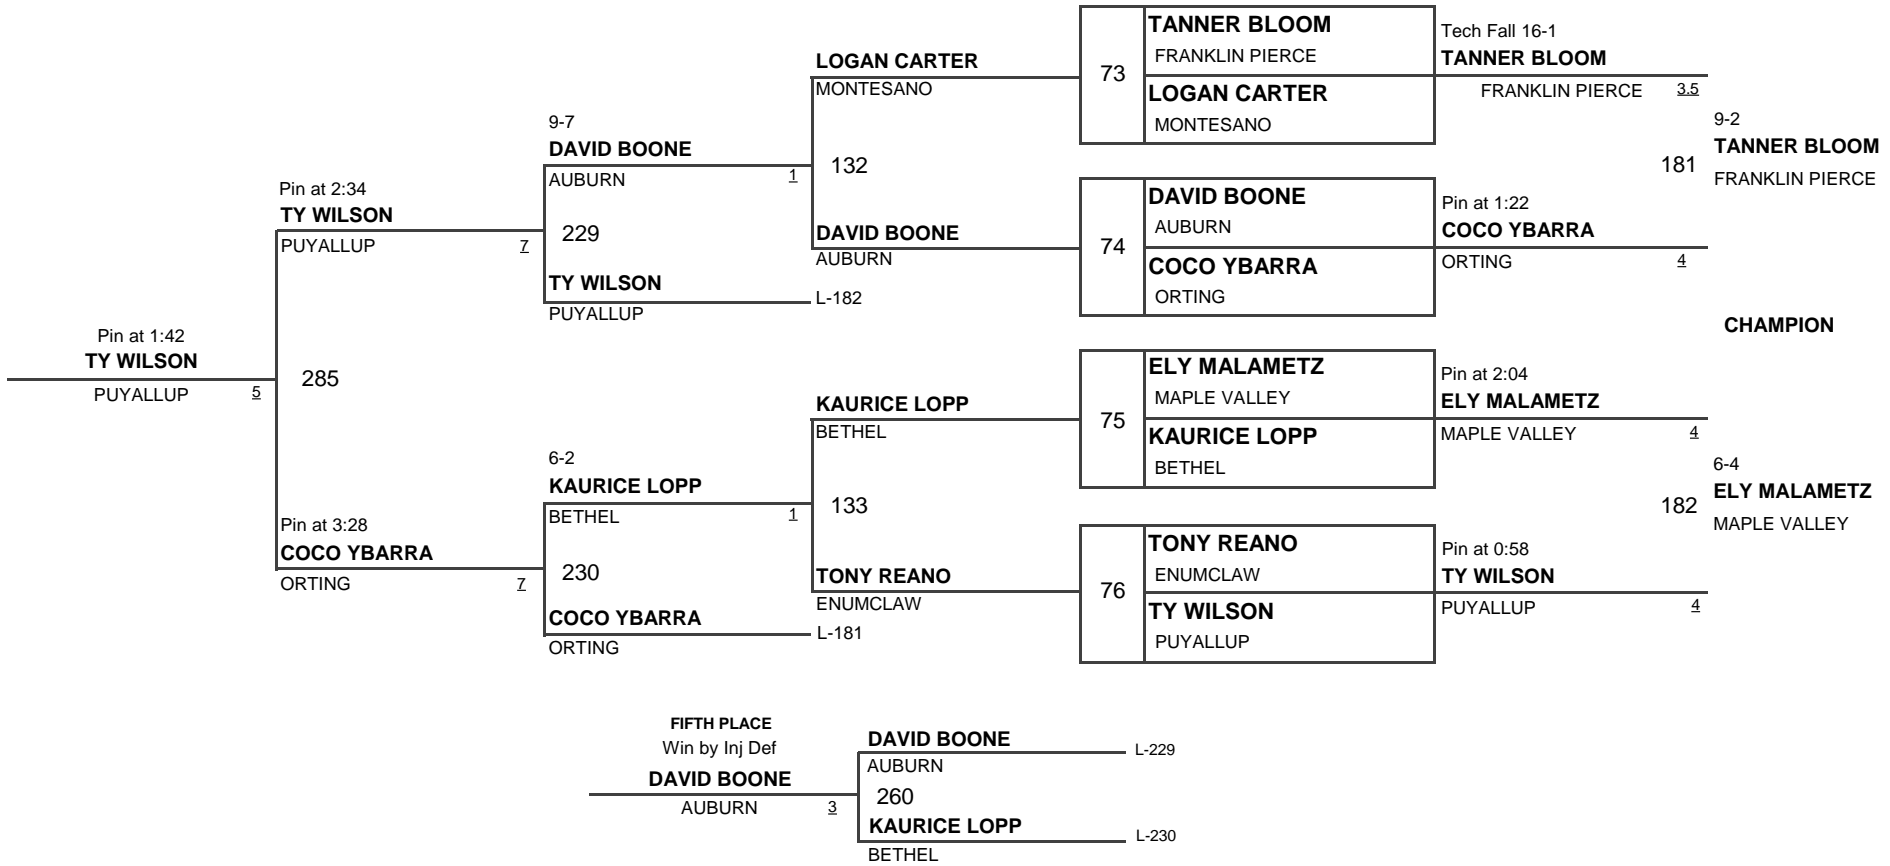 TANNER BLOOM
FRANKLIN PIERCE
73
LOGAN CARTER
MONTESANO
Tech Fall 16-1
TANNER BLOOM
FRANKLIN PIERCE 3.5
LOGAN CARTER
MONTESANO
9-7
DAVID BOONE
AUBURN 1
132
9-2
TANNER BLOOM
181
FRANKLIN PIERCE
Pin at 2:34
TY WILSON
PUYALLUP 7
229
DAVID BOONE
AUBURN
DAVID BOONE
AUBURN
74
COCO YBARRA
ORTING
Pin at 1:22
COCO YBARRA
ORTING 4
TY WILSON
PUYALLUP
L-182
CHAMPION
Pin at 1:42
TY WILSON
PUYALLUP 5
285
ELY MALAMETZ
MAPLE VALLEY
75
KAURICE LOPP
BETHEL
Pin at 2:04
ELY MALAMETZ
MAPLE VALLEY 4
KAURICE LOPP
BETHEL
6-2
KAURICE LOPP
BETHEL 1
133
6-4
ELY MALAMETZ
182
MAPLE VALLEY
Pin at 3:28
COCO YBARRA
ORTING 7
230
TONY REANO
ENUMCLAW
TONY REANO
ENUMCLAW
76
TY WILSON
PUYALLUP
Pin at 0:58
TY WILSON
PUYALLUP 4
COCO YBARRA
ORTING
L-181
FIFTH PLACE
Win by Inj Def
DAVID BOONE
AUBURN 3
DAVID BOONE
AUBURN
L-229
260
KAURICE LOPP
BETHEL
L-230